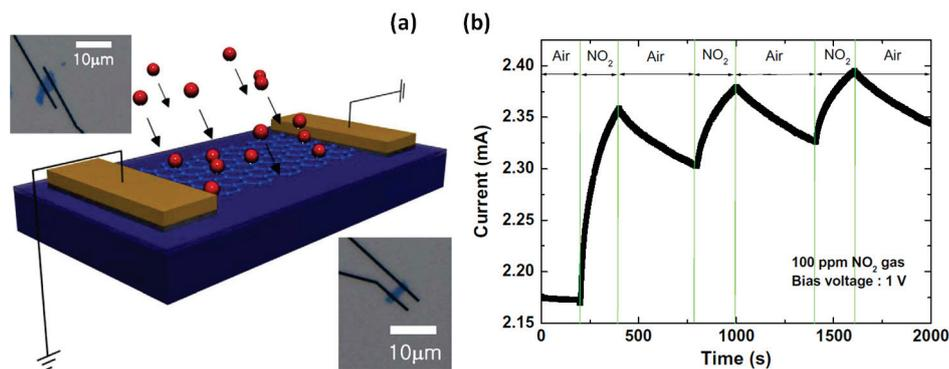 (a)
10μm
10μm
(b)
Air NO₂ Air NO₂ Air NO₂ Air
2.40
2.35
2.30
2.25
2.20
2.15
Current (mA)
100 ppm NO₂ gas
Bias voltage : 1 V
0 500 1000 1500 2000
Time (s)